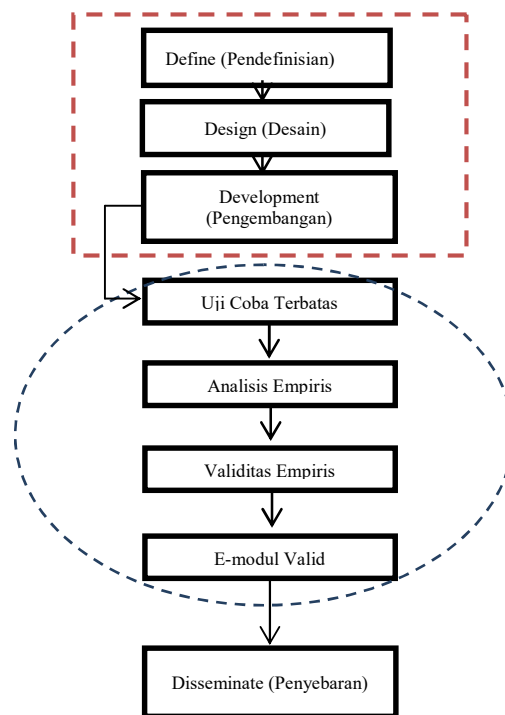 Define (Pendefinisian)
Design (Desain)
Development
(Pengembangan)
Uji Coba Terbatas
Analisis Empiris
Validitas Empiris
E-modul Valid
Disseminate (Penyebaran)